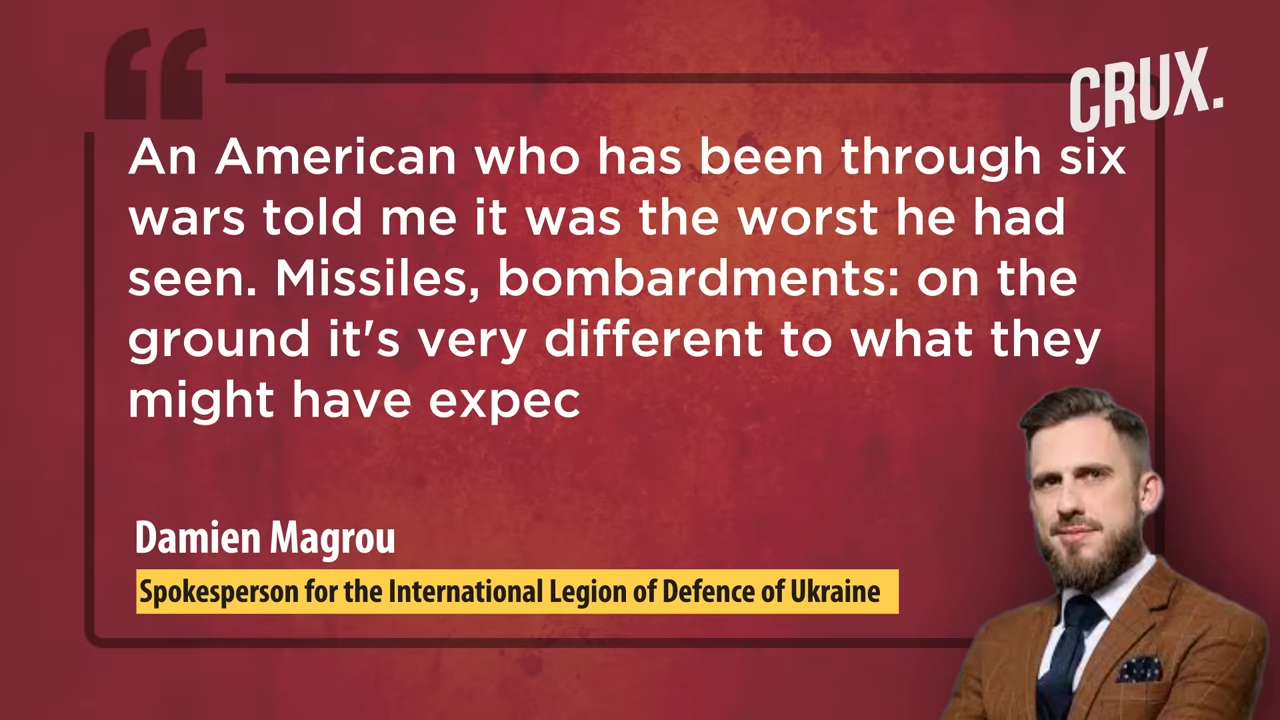 CRUX.
An American who has been through six
wars told me it was the worst he had
seen. Missiles, bombardments: on the
ground it's very different to what they
might have expec
Damien Magrou
Spokesperson for the International Legion of Defence of Ukraine